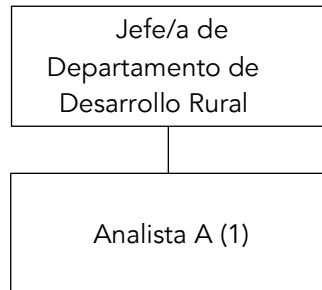 Jefe/a de
Departamento de
Desarrollo Rural
Analista A (1)